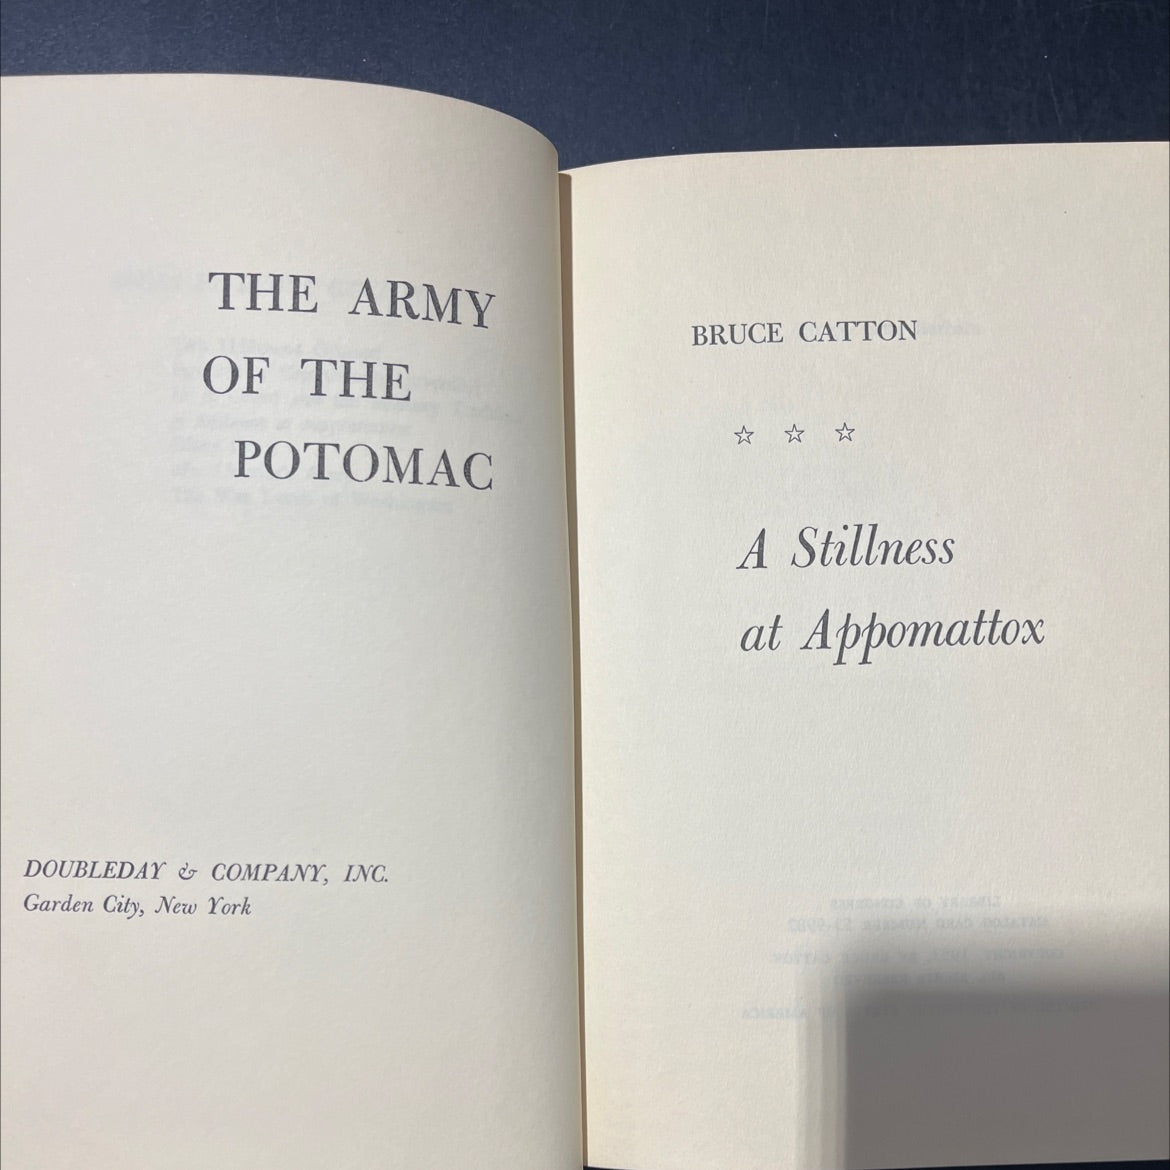 THE ARMY
OF THE
POTOMAC
DOUBLEDAY & COMPANY, INC.
Garden City, New York
BRUCE CATTON
☆ ☆ ☆
A Stillness
at Appomattox